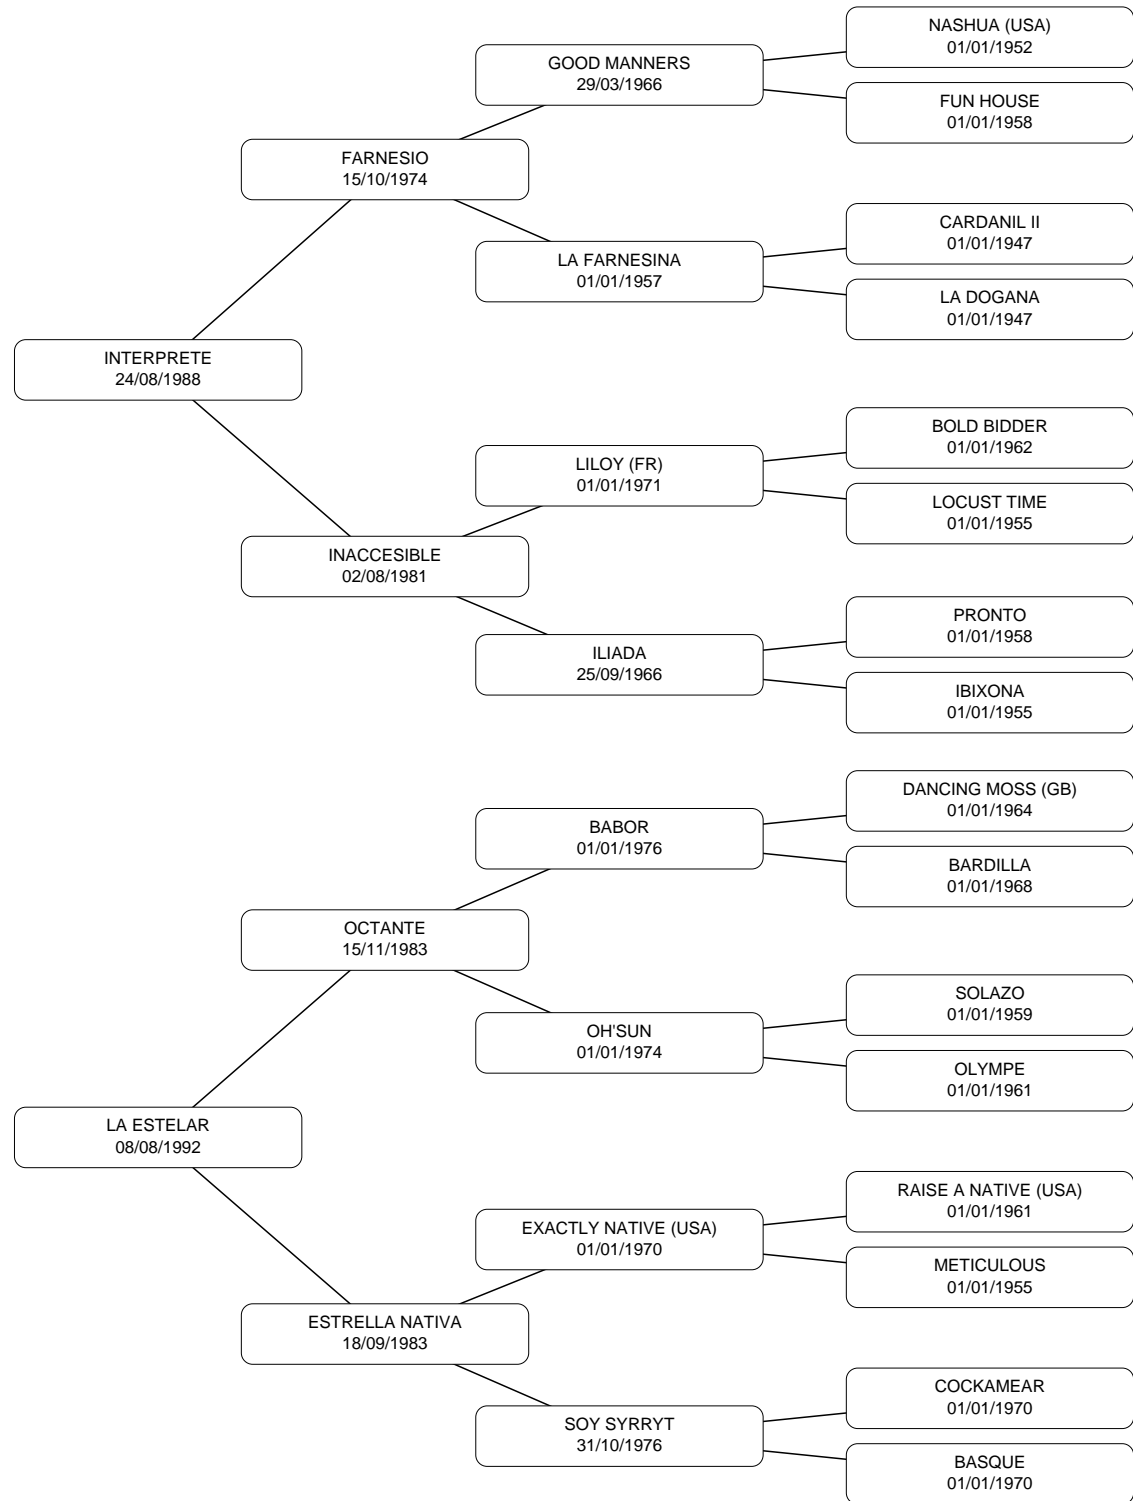 NASHUA (USA)
01/01/1952
GOOD MANNERS
29/03/1966
FUN HOUSE
01/01/1958
FARNESIO
15/10/1974
CARDANIL II
01/01/1947
LA FARNESINA
01/01/1957
LA DOGANA
01/01/1947
INTERPRETE
24/08/1988
BOLD BIDDER
01/01/1962
LILOY (FR)
01/01/1971
LOCUST TIME
01/01/1955
INACCESIBLE
02/08/1981
PRONTO
01/01/1958
ILIADA
25/09/1966
IBIXONA
01/01/1955
DANCING MOSS (GB)
01/01/1964
BABOR
01/01/1976
BARDILLA
01/01/1968
OCTANTE
15/11/1983
SOLAZO
01/01/1959
OH'SUN
01/01/1974
OLYMPE
01/01/1961
LA ESTELAR
08/08/1992
RAISE A NATIVE (USA)
01/01/1961
EXACTLY NATIVE (USA)
01/01/1970
METICULOUS
01/01/1955
ESTRELLA NATIVA
18/09/1983
COCKAMEAR
01/01/1970
SOY SYRRYT
31/10/1976
BASQUE
01/01/1970